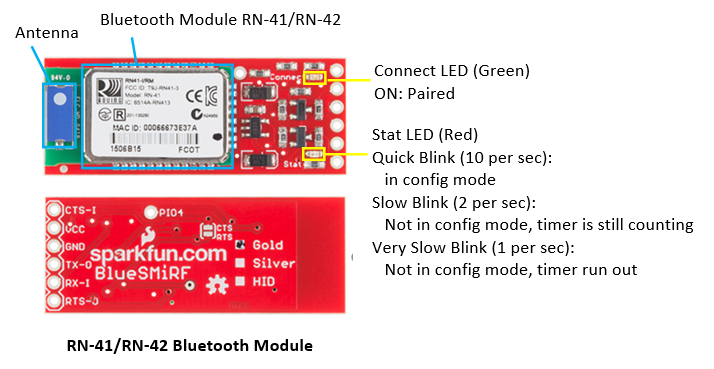 Bluetooth Module RN-41/RN-42
Antenna
94V-0
RN41-I/RM
FCC ID: T9J-RN41-3
Model: RN-41
IC: 6514A-RN413
MAC ID: 00066673E37A
1506B15 FCOT
Connect
Stat
Connect LED (Green)
ON: Paired
Stat LED (Red)
Quick Blink (10 per sec):
in config mode
Slow Blink (2 per sec):
Not in config mode, timer is still counting
Very Slow Blink (1 per sec):
Not in config mode, timer run out
CTS-I
VCC
GND
TX-O
RX-I
RTS-O
PIO4
CTS
RTS
sparkfun.com
BlueSMiRF
Gold
Silver
HID
RN-41/RN-42 Bluetooth Module